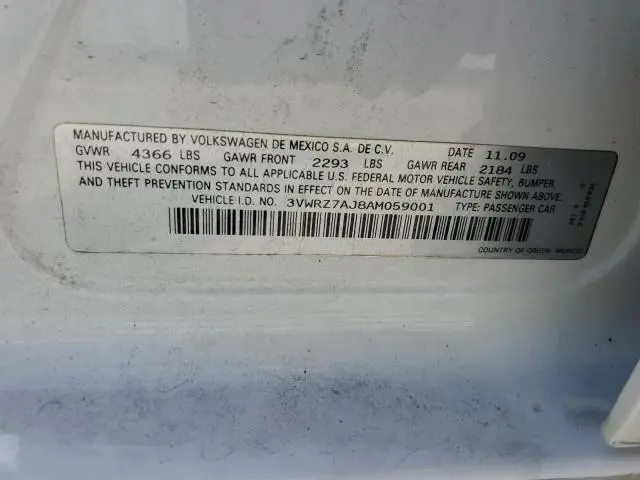 MANUFACTURED BY VOLKSWAGEN DE MEXICO S.A. DE C.V. DATE 11.09
GVWR 4366 LBS GAWR FRONT 2293 LBS GAWR REAR 2184 LBS
THIS VEHICLE CONFORMS TO ALL APPLICABLE U.S. FEDERAL MOTOR VEHICLE SAFETY, BUMPER,
AND THEFT PREVENTION STANDARDS IN EFFECT ON THE DATE OF MANUFACTURE SHOWN ABOVE.
VEHICLE I.D. NO. 3VWRZ7AJ8AM059001 TYPE: PASSENGER CAR
COUNTRY OF ORIGIN: MEXICO